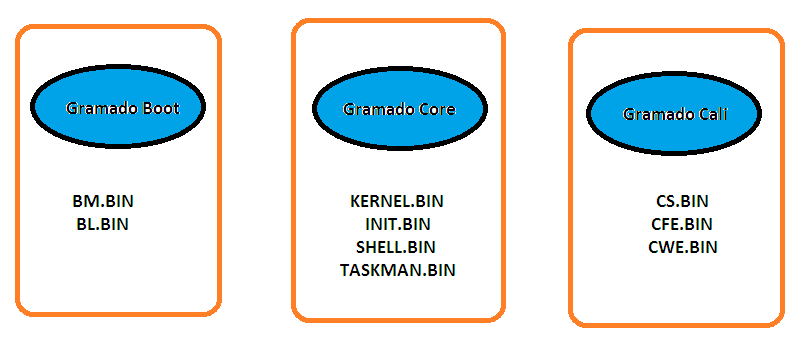 Gramado Boot
BM.BIN
BL.BIN
Gramado Core
KERNEL.BIN
INIT.BIN
SHELL.BIN
TASKMAN.BIN
Gramado Cali
CS.BIN
CFE.BIN
CWE.BIN